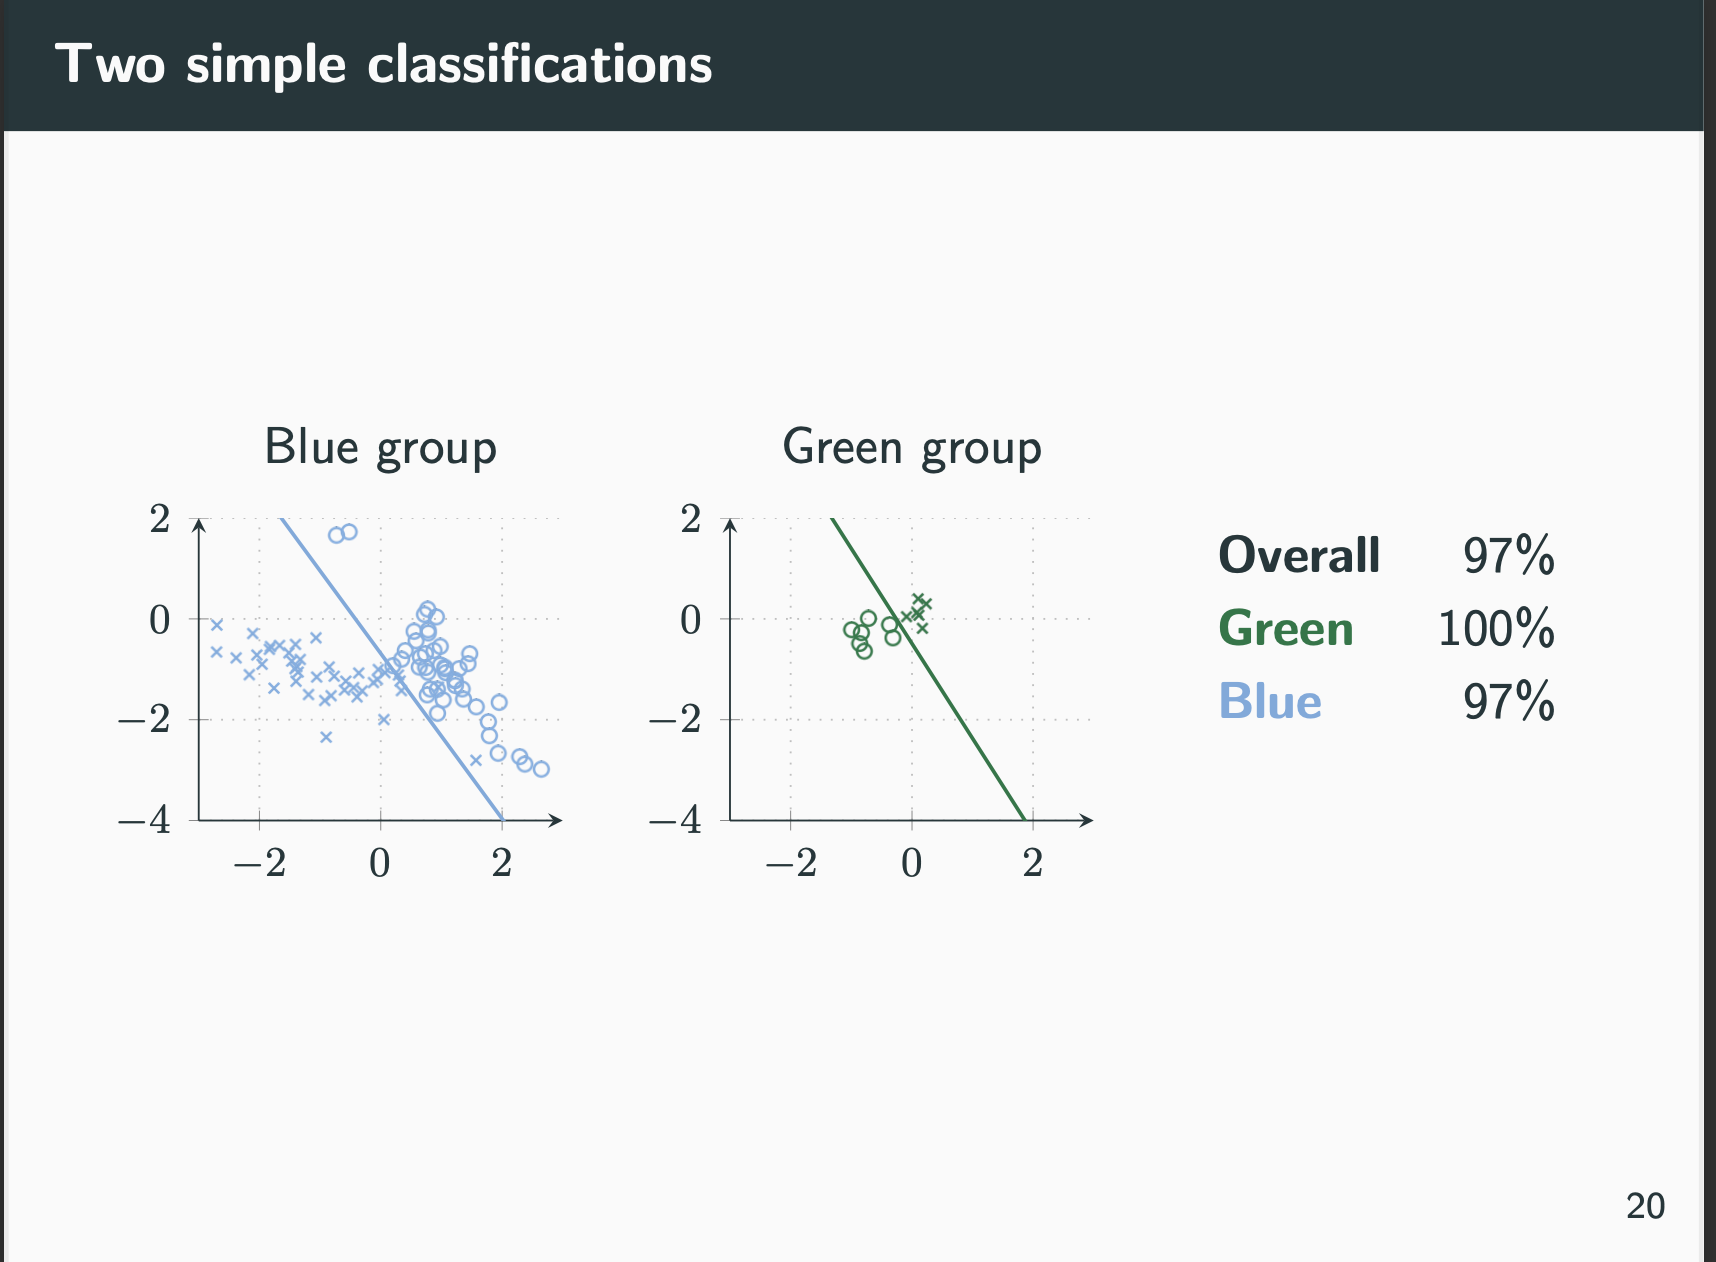 Two simple classifications
Blue group
2
0
−2
−4
−2 0 2
Green group
2
0
−2
−4
−2 0 2
Overall 97%
Green 100%
Blue 97%
20